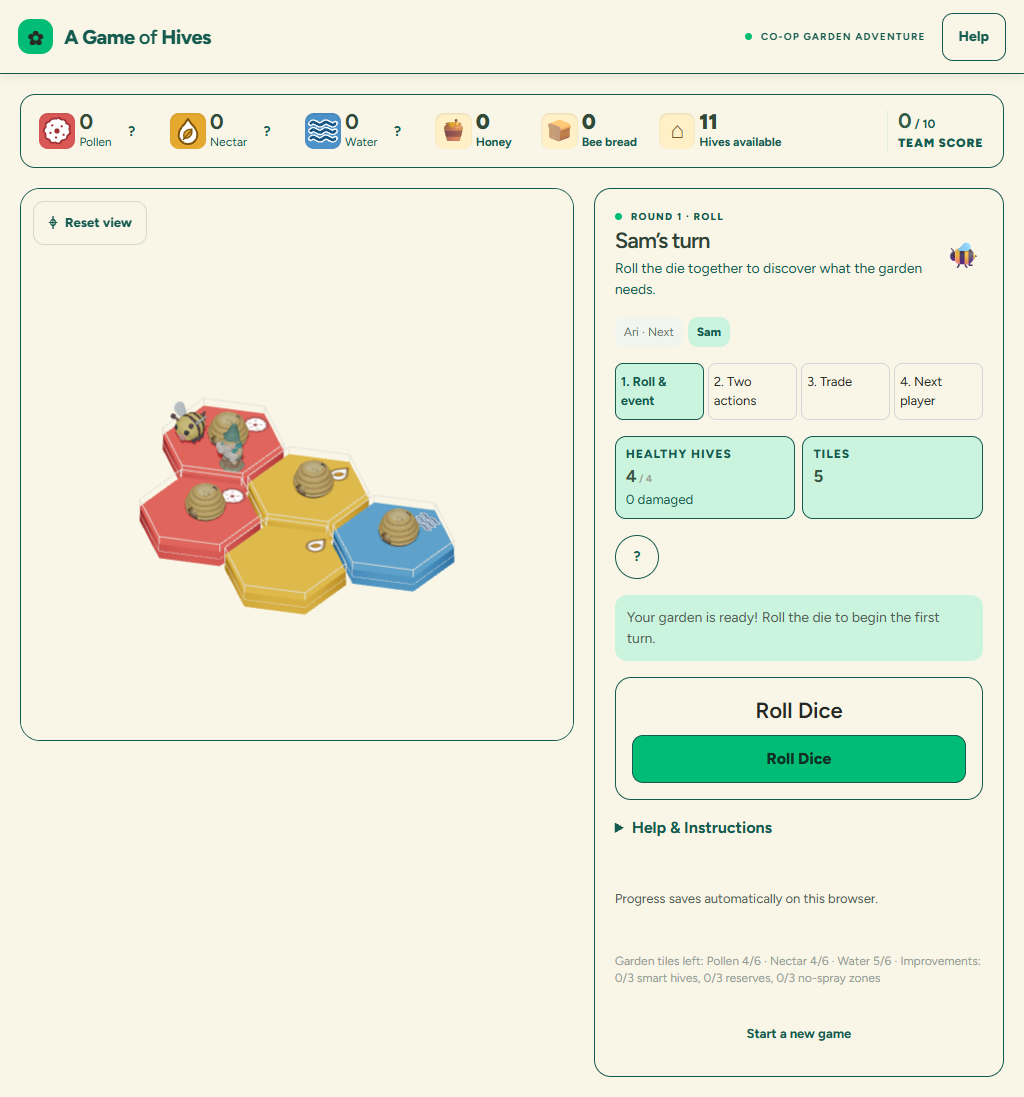 A Game of Hives
CO-OP GARDEN ADVENTURE
Help
0
Pollen
?
0
Nectar
?
0
Water
?
0
Honey
0
Bee bread
11
Hives available
0 / 10
TEAM SCORE
Reset view
ROUND 1 · ROLL
Sam’s turn
Roll the die together to discover what the garden
needs.
Ari · Next
Sam
1. Roll &
event
2. Two
actions
3. Trade
4. Next
player
HEALTHY HIVES
4 / 4
0 damaged
TILES
5
?
Your garden is ready! Roll the die to begin the first
turn.
Roll Dice
Roll Dice
Help & Instructions
Progress saves automatically on this browser.
Garden tiles left: Pollen 4/6 · Nectar 4/6 · Water 5/6 · Improvements:
0/3 smart hives, 0/3 reserves, 0/3 no-spray zones
Start a new game